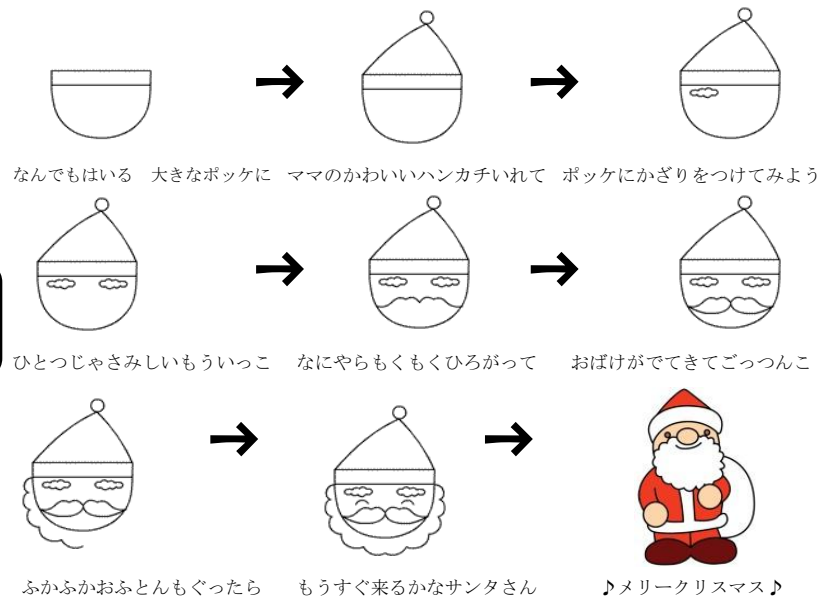 なんでもはいる　大きなポッケに
ママのかわいいハンカチいれて
ポッケにかざりをつけてみよう
ひとつじゃさみしいもういっこ
なにやらもくもくひろがって
おばけがでてきてごっつんこ
ふかふかおふとんもぐったら
もうすぐ来るかなサンタさん
♪メリークリスマス♪